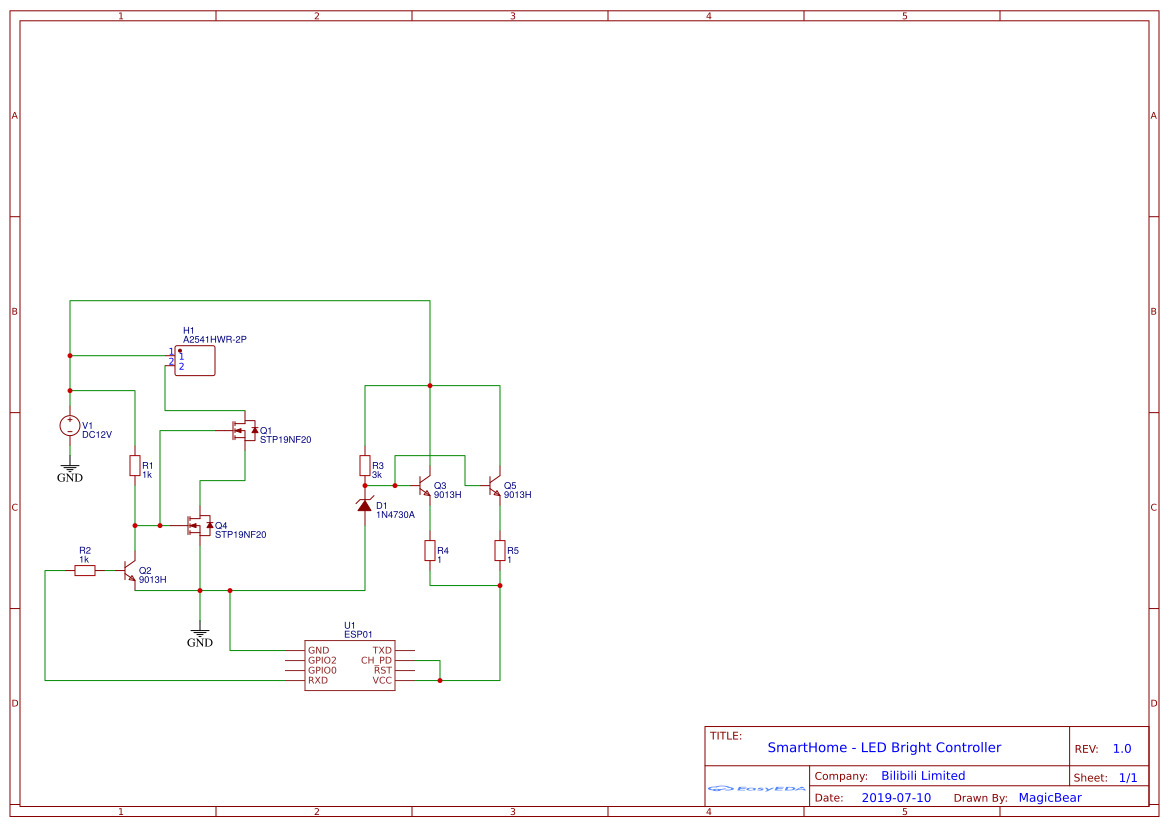 1 2 3 4 5
A A
B B
C C
D D
H1
A2541HWR-2P
1 1
2 2
V1
DC12V
GND
R1
1k
Q1
STP19NF20
Q4
STP19NF20
R2
1k
Q2
9013H
GND
R3
3k
D1
1N4730A
Q3
9013H
Q5
9013H
R4
1
R5
1
U1
ESP01
GND TXD
GPIO2 CH_PD
GPIO0 RST
RXD VCC
TITLE:
SmartHome - LED Bright Controller
REV: 1.0
EasyEDA
Company: Bilibili Limited
Sheet: 1/1
Date: 2019-07-10 Drawn By: MagicBear
1 2 3 4 5